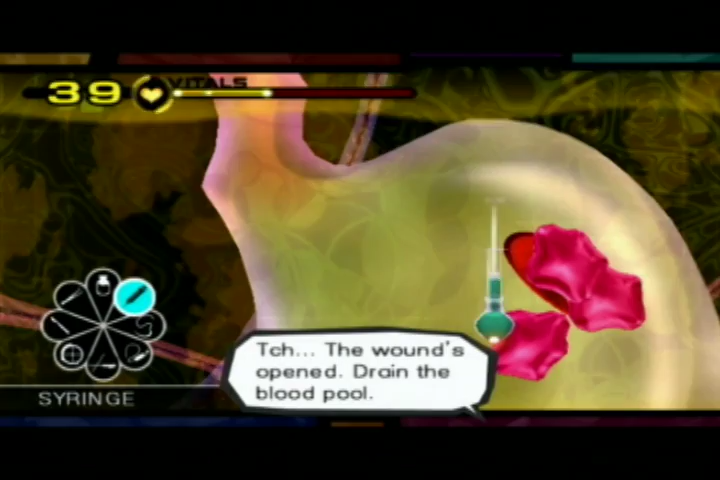 39
VITALS
Tch... The wound's
opened. Drain the
blood pool.
SYRINGE